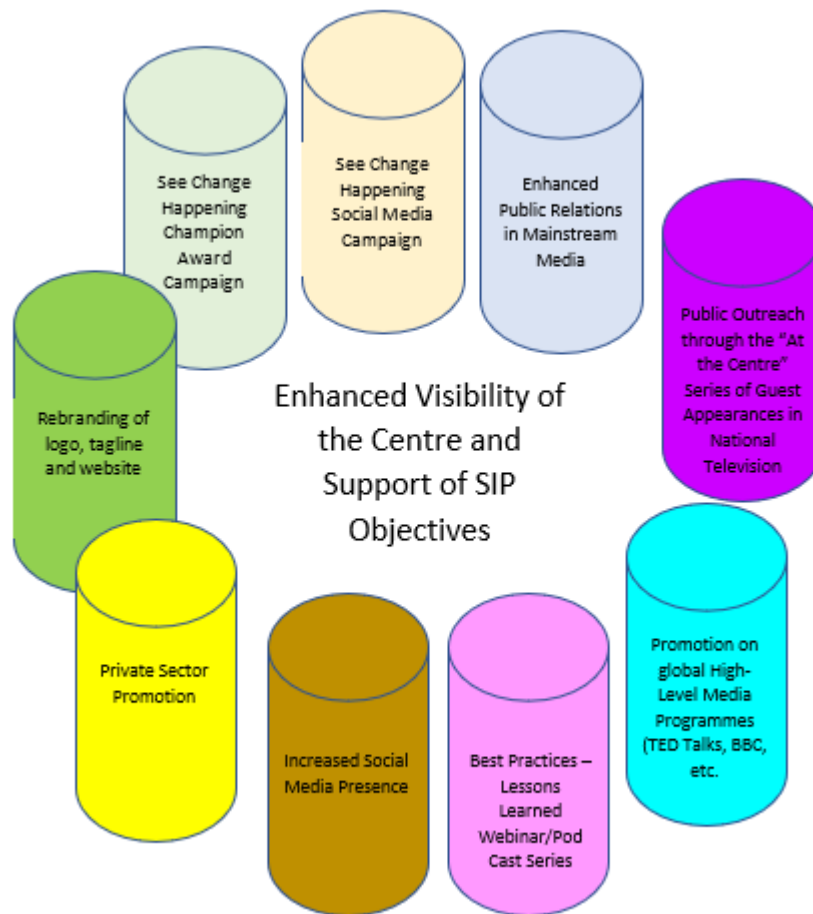 See Change
Happening
Champion
Award
Campaign
See Change
Happening
Social Media
Campaign
Enhanced
Public Relations
in Mainstream
Media
Public Outreach
through the “At
the Centre”
Series of Guest
Appearances in
National
Television
Rebranding of
logo, tagline
and website
Enhanced Visibility of
the Centre and
Support of SIP
Objectives
Private Sector
Promotion
Increased Social
Media Presence
Best Practices –
Lessons
Learned
Webinar/Pod
Cast Series
Promotion on
global High-
Level Media
Programmes
(TED Talks, BBC,
etc.